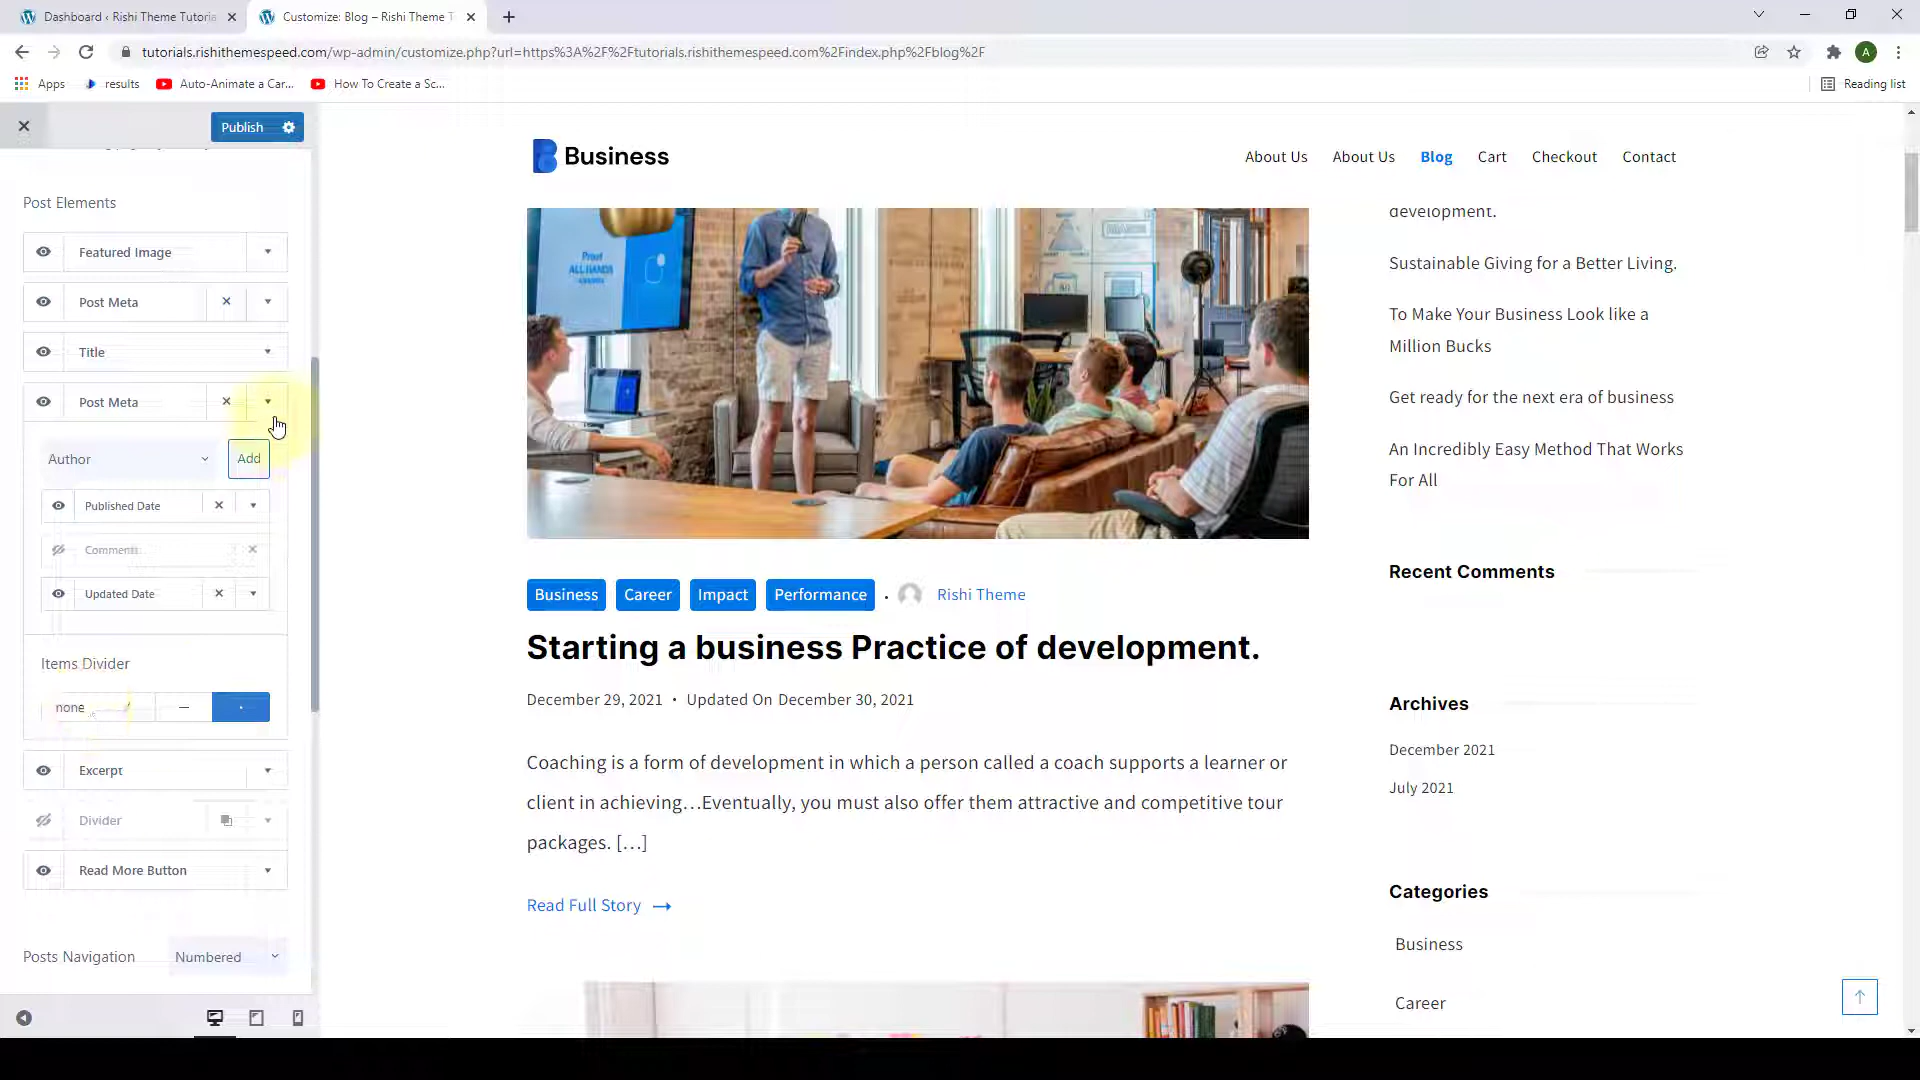 Dashboard ‹ Rishi Theme Tutoria
Customize: Blog – Rishi Theme T
tutorials.rishithemespeed.com/wp-admin/customize.php?url=https%3A%2F%2Ftutorials.rishithemespeed.com%2Findex.php%2Fblog%2F
A
Apps
results
Auto-Animate a Car...
How To Create a Sc...
Reading list
Publish
Post Elements
Featured Image
Post Meta
Title
Post Meta
Author
Add
Published Date
Comments
Updated Date
Items Divider
none
Excerpt
Divider
Read More Button
Posts Navigation
Numbered
Business
About Us
About Us
Blog
Cart
Checkout
Contact
Business
Career
Impact
Performance
Rishi Theme
Starting a business Practice of development.
December 29, 2021 • Updated On December 30, 2021
Coaching is a form of development in which a person called a coach supports a learner or
client in achieving…Eventually, you must also offer them attractive and competitive tour
packages. […]
Read Full Story
development.
Sustainable Giving for a Better Living.
To Make Your Business Look like a
Million Bucks
Get ready for the next era of business
An Incredibly Easy Method That Works
For All
Recent Comments
Archives
December 2021
July 2021
Categories
Business
Career